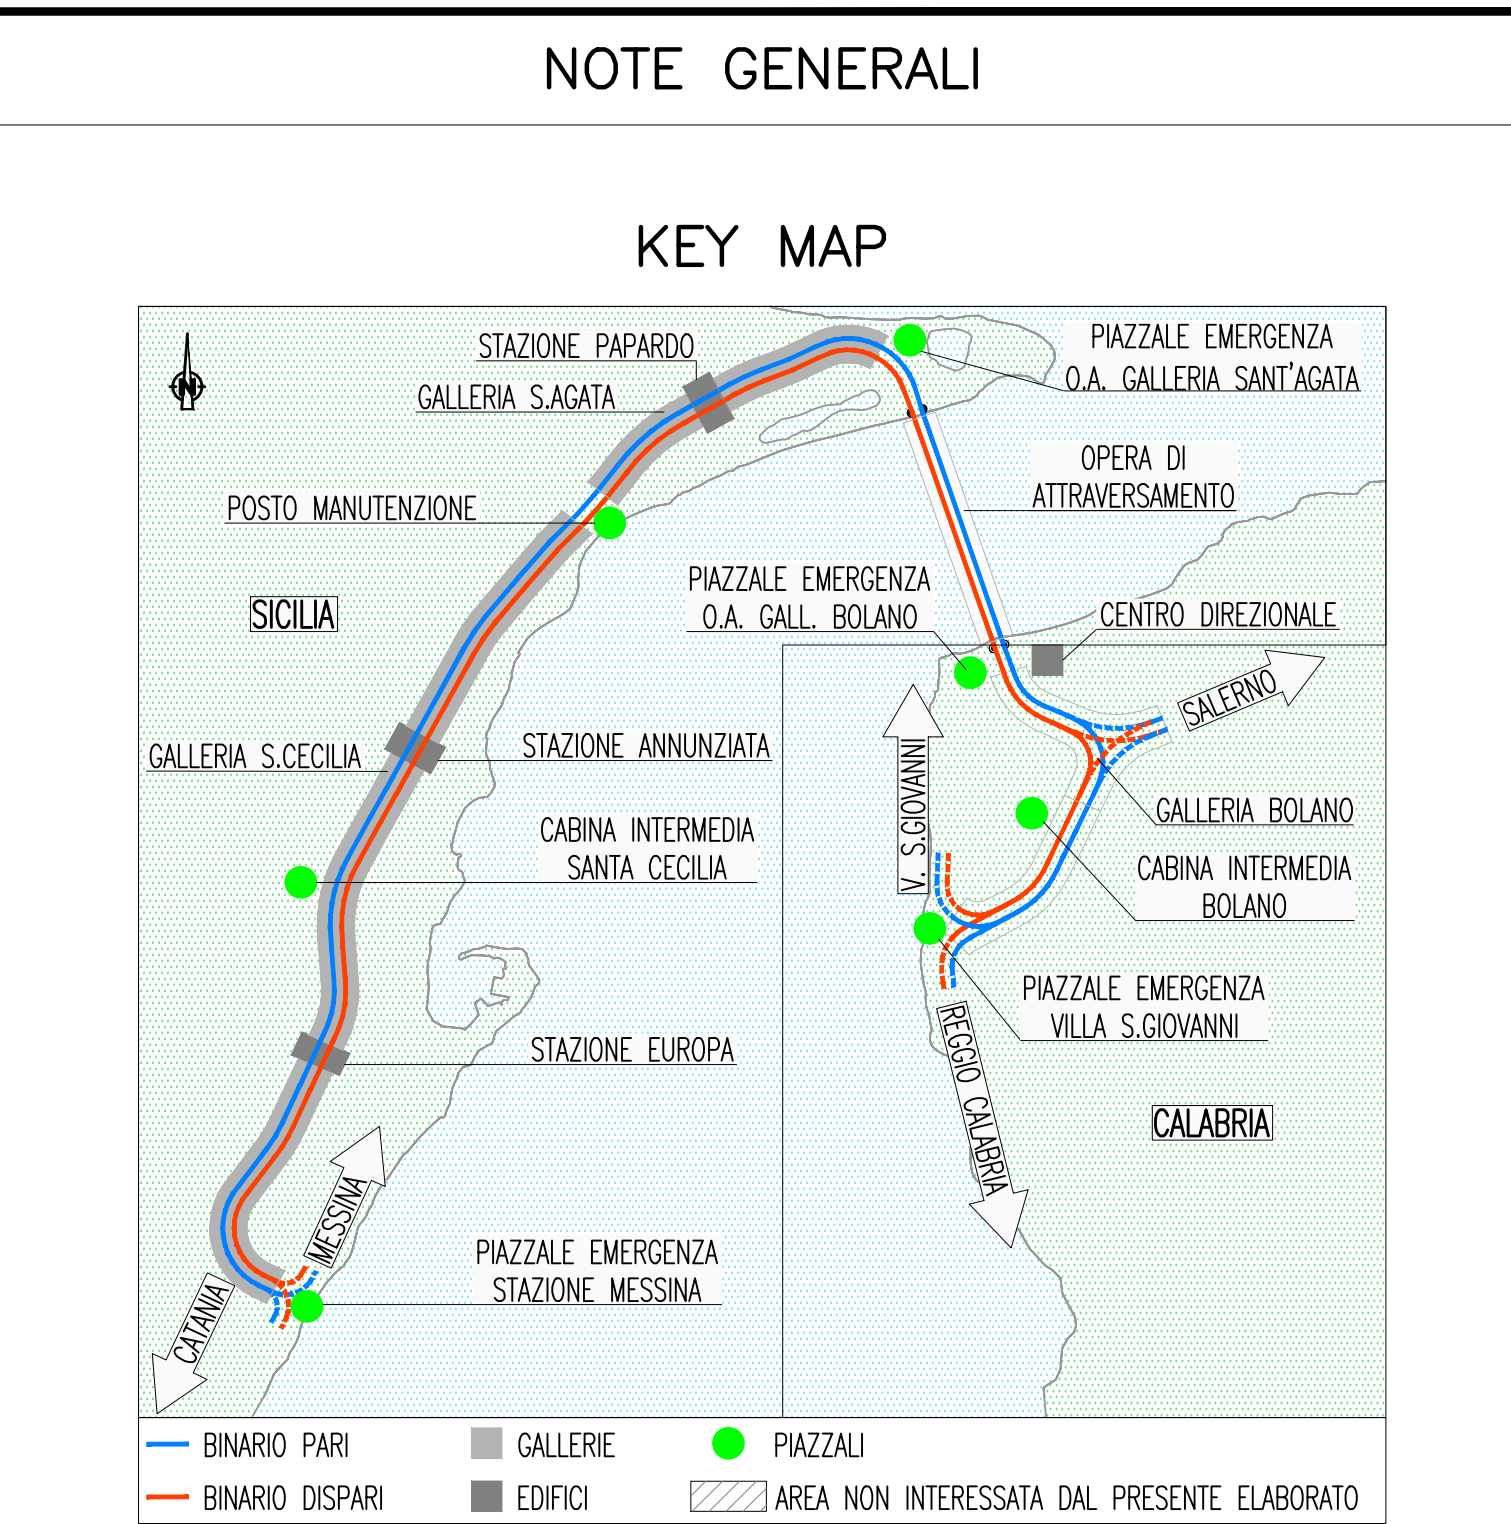 NOTE GENERALI
KEY MAP
N
STAZIONE PAPARDO
GALLERIA S.AGATA
PIAZZALE EMERGENZA
O.A. GALLERIA SANT'AGATA
OPERA DI
ATTRAVERSAMENTO
POSTO MANUTENZIONE
SICILIA
PIAZZALE EMERGENZA
O.A. GALL. BOLANO
CENTRO DIREZIONALE
SALERNO
V. S.GIOVANNI
GALLERIA S.CECILIA
STAZIONE ANNUNZIATA
GALLERIA BOLANO
CABINA INTERMEDIA
SANTA CECILIA
CABINA INTERMEDIA
BOLANO
PIAZZALE EMERGENZA
VILLA S.GIOVANNI
STAZIONE EUROPA
REGGIO CALABRIA
CALABRIA
MESSINA
CATANIA
PIAZZALE EMERGENZA
STAZIONE MESSINA
BINARIO PARI
GALLERIE
PIAZZALI
BINARIO DISPARI
EDIFICI
AREA NON INTERESSATA DAL PRESENTE ELABORATO